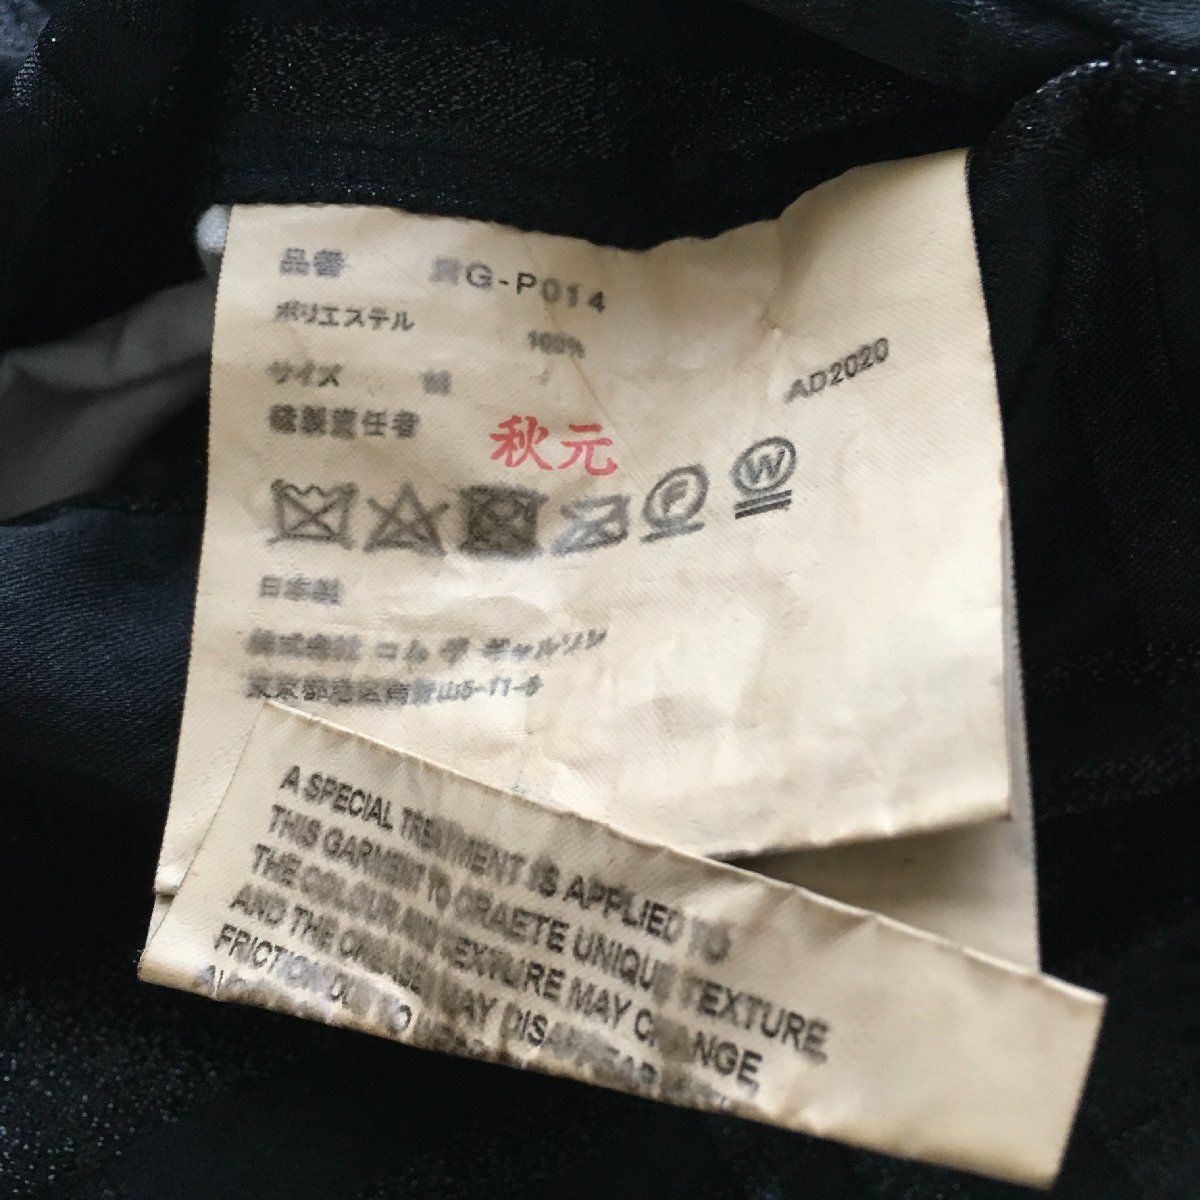 品番 G-P014
ポリエステル 100%
サイズ
AD2020
縫製責任者 秋元
F W
日本製
株式会社 コム デ ギャルソン
東京都港区南青山5-11-5
A SPECIAL TREATMENT IS APPLIED TO
THIS GARMENT TO CRAETE UNIQUE TEXTURE
THE COLOUR AND TEXTURE MAY CHANGE
AND THE CREASE MAY DISAPPEAR
FRICTION DUE TO